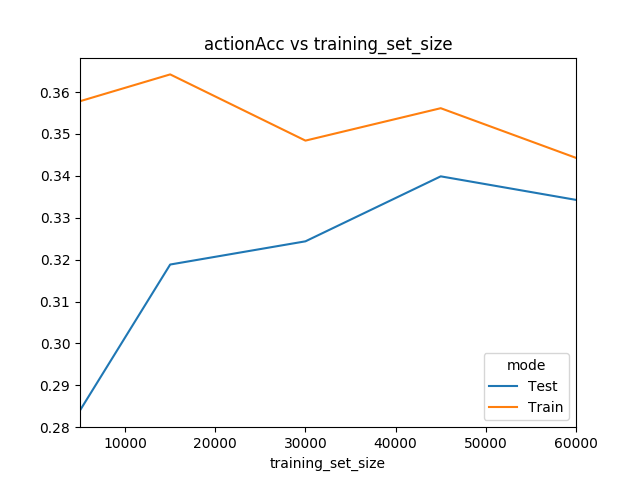 actionAcc vs training_set_size
0.36
0.35
0.34
0.33
0.32
0.31
0.30
0.29
0.28
10000 20000 30000 40000 50000 60000
training_set_size
mode
Test
Train